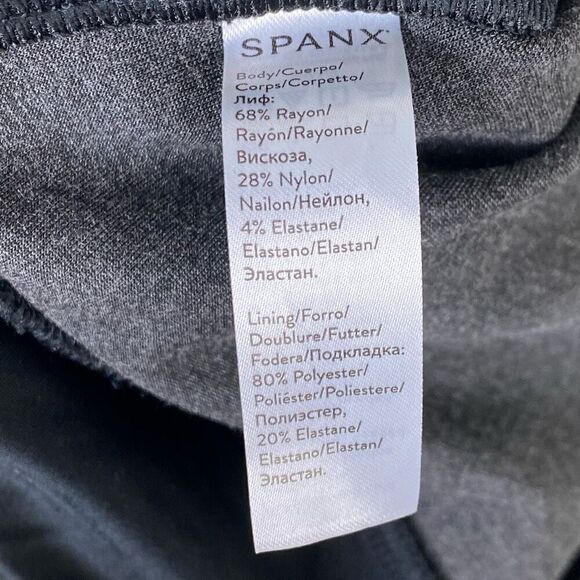 SPANX
Body/Cuerpo/
Corps/Corpetto/
Лиф:
68% Rayon/
Rayón/Rayonne/
Вискоза,
28% Nylon/
Nailon/Нейлон,
4% Elastane/
Elastano/Elastan/
Эластан.
Lining/Forro/
Doublure/Futter/
Fodera/Подкладка:
80% Polyester/
Poliéster/Poliestere/
Полиэстер,
20% Elastane/
Elastano/Elastan/
Эластан.